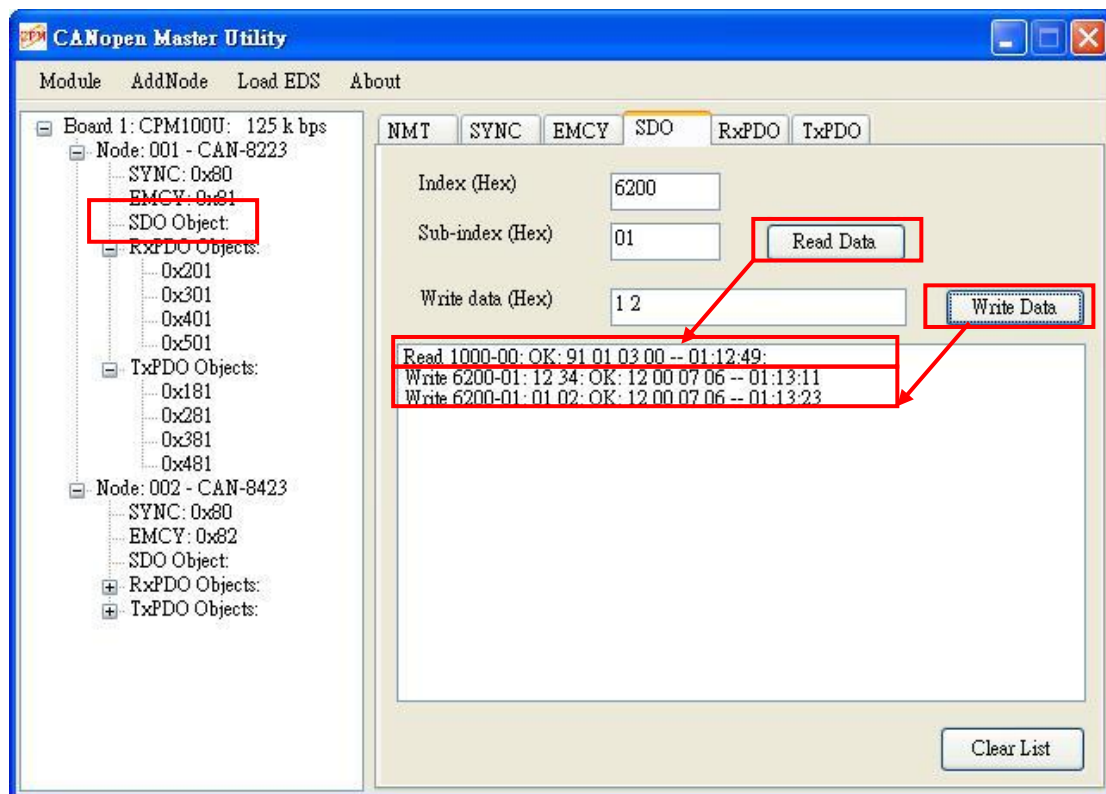 CPM CANopen Master Utility
Module AddNode Load EDS About
Board 1: CPM100U: 125 k bps
Node: 001 - CAN-8223
SYNC: 0x80
EMCY: 0x81
SDO Object:
RxPDO Objects:
0x201
0x301
0x401
0x501
TxPDO Objects:
0x181
0x281
0x381
0x481
Node: 002 - CAN-8423
SYNC: 0x80
EMCY: 0x82
SDO Object:
RxPDO Objects:
TxPDO Objects:
NMT SYNC EMCY SDO RxPDO TxPDO
Index (Hex) 6200
Sub-index (Hex) 01 Read Data
Write data (Hex) 1 2 Write Data
Read 1000-00: OK: 91 01 03 00 -- 01:12:49:
Write 6200-01: 12 34: OK: 12 00 07 06 -- 01:13:11
Write 6200-01: 01 02: OK: 12 00 07 06 -- 01:13:23
Clear List